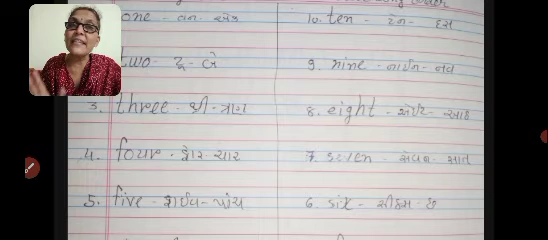 one - વન - એક
two - ટૂ - બે
3. three - થ્રી - ત્રણ
4. four - ફોર - ચાર
5. five - ફાઈવ - પાંચ
10. ten - ટેન - દસ
9. nine - નાઈન - નવ
8. eight - એઈટ - આઠ
7. seven - સેવન - સાત
6. six - સીક્સ - છ